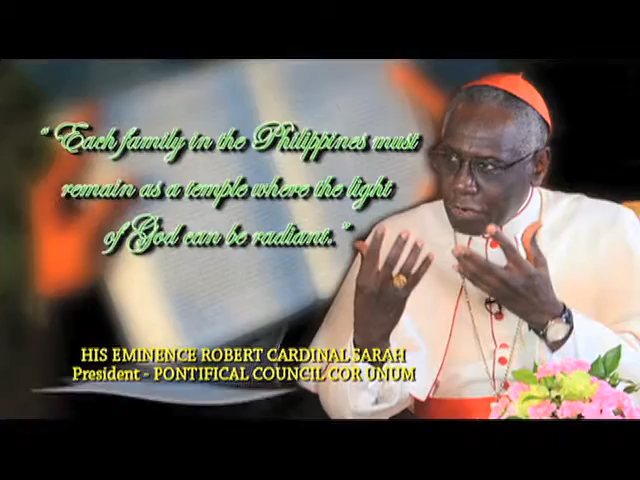 “Each family in the Philippines must
remain as a temple where the light
of God can be radiant.”
HIS EMINENCE ROBERT CARDINAL SARAH
President - PONTIFICAL COUNCIL COR UNUM